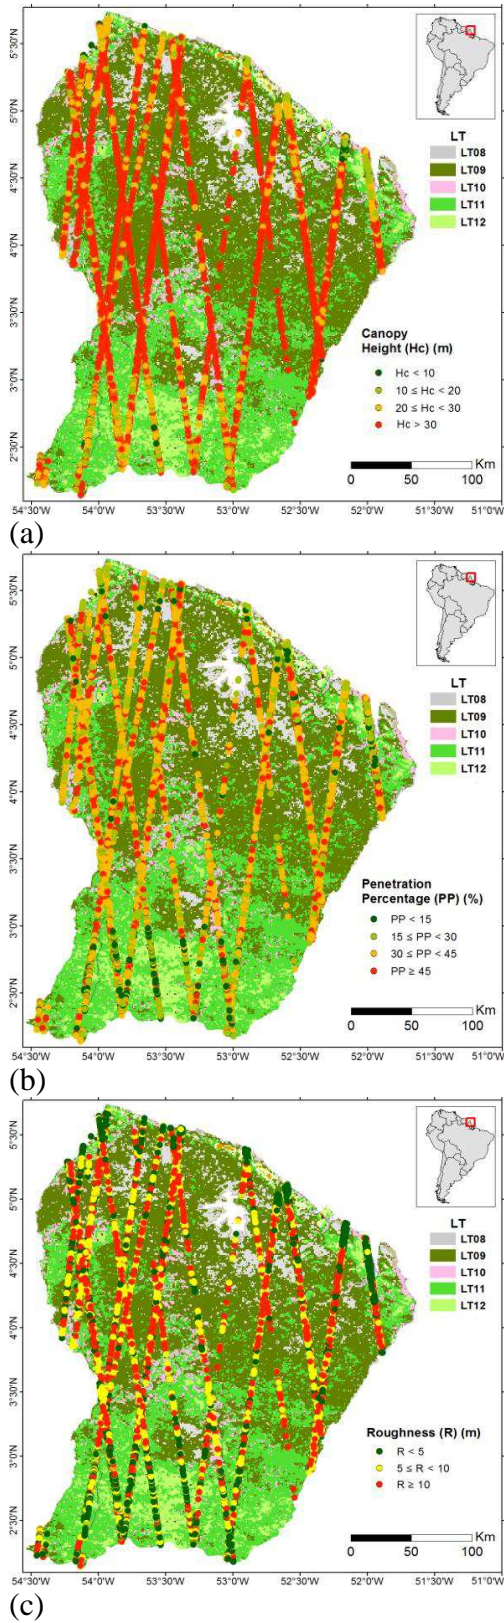 5°30'N
5°0'N
4°30'N
4°0'N
3°30'N
3°0'N
2°30'N
LT
LT08
LT09
LT10
LT11
LT12
Canopy
Height (Hc) (m)
Hc < 10
10 ≤ Hc < 20
20 ≤ Hc < 30
Hc > 30
Km
0 50 100
54°30'W 54°0'W 53°30'W 53°0'W 52°30'W 52°0'W 51°30'W 51°0'W
(a)
5°30'N
5°0'N
4°30'N
4°0'N
3°30'N
3°0'N
2°30'N
LT
LT08
LT09
LT10
LT11
LT12
Penetration
Percentage (PP) (%)
PP < 15
15 ≤ PP < 30
30 ≤ PP < 45
PP ≥ 45
Km
0 50 100
54°30'W 54°0'W 53°30'W 53°0'W 52°30'W 52°0'W 51°30'W 51°0'W
(b)
5°30'N
5°0'N
4°30'N
4°0'N
3°30'N
3°0'N
2°30'N
LT
LT08
LT09
LT10
LT11
LT12
Roughness (R) (m)
R < 5
5 ≤ R < 10
R ≥ 10
Km
0 50 100
54°30'W 54°0'W 53°30'W 53°0'W 52°30'W 52°0'W 51°30'W 51°0'W
(c)